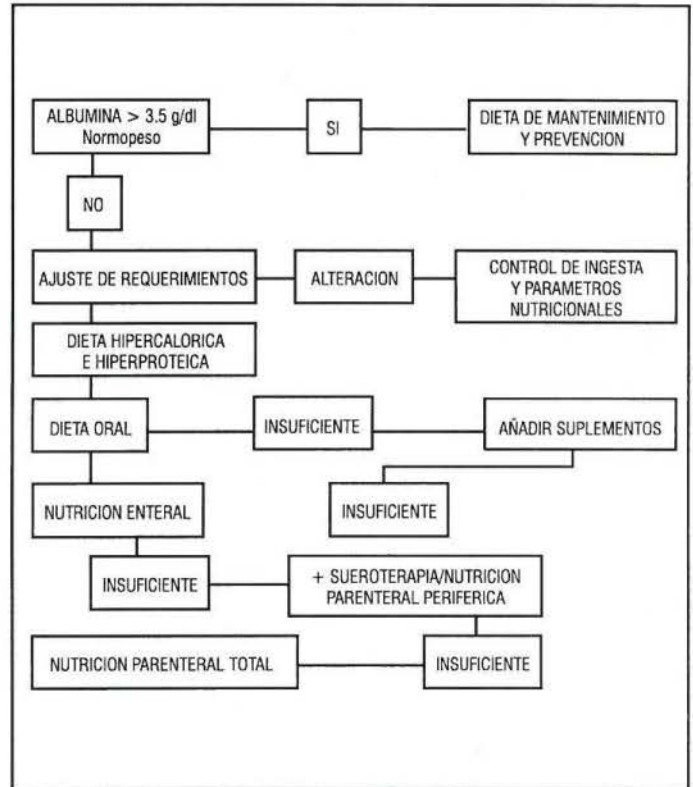 ALBUMINA > 3.5 g/dl
Normopeso
SI
DIETA DE MANTENIMIENTO
Y PREVENCION
NO
AJUSTE DE REQUERIMIENTOS
ALTERACION
CONTROL DE INGESTA
Y PARAMETROS
NUTRICIONALES
DIETA HIPERCALORICA
E HIPERPROTEICA
DIETA ORAL
INSUFICIENTE
AÑADIR SUPLEMENTOS
NUTRICION ENTERAL
INSUFICIENTE
INSUFICIENTE
+ SUEROTERAPIA/NUTRICION
PARENTERAL PERIFERICA
NUTRICION PARENTERAL TOTAL
INSUFICIENTE